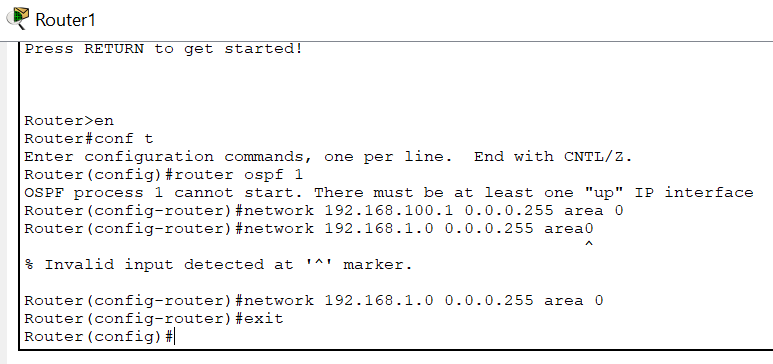 Router1
Press RETURN to get started!
Router>en
Router#conf t
Enter configuration commands, one per line.  End with CNTL/Z.
Router(config)#router ospf 1
OSPF process 1 cannot start. There must be at least one "up" IP interface
Router(config-router)#network 192.168.100.1 0.0.0.255 area 0
Router(config-router)#network 192.168.1.0 0.0.0.255 area0
^
% Invalid input detected at '^' marker.
Router(config-router)#network 192.168.1.0 0.0.0.255 area 0
Router(config-router)#exit
Router(config)#